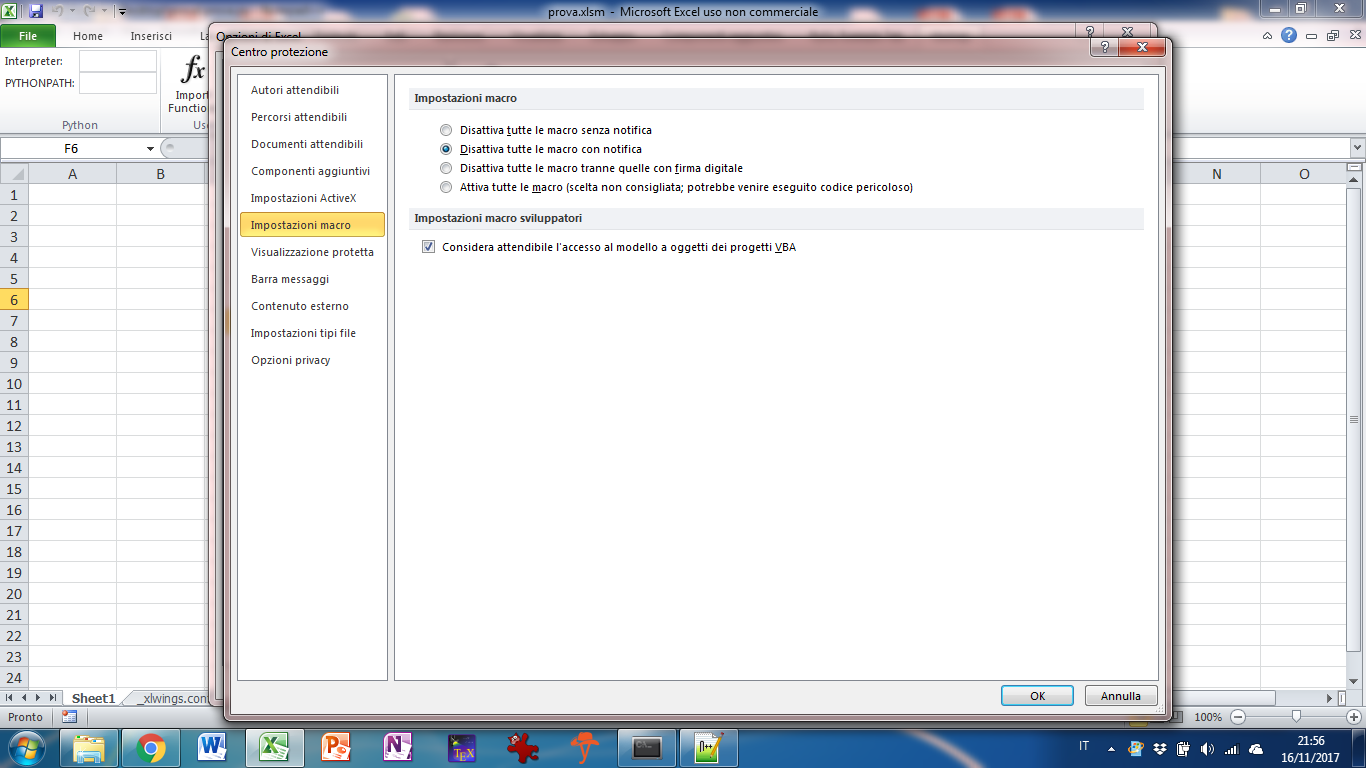 prova.xlsm - Microsoft Excel uso non commerciale
File Home Inserisci
Opzioni di Excel
Centro protezione
Interpreter:
PYTHONPATH:
Import
Functio
Python
F6
fx
A B N O
1
2
3
4
5
6
7
8
9
10
11
12
13
14
15
16
17
18
19
20
21
22
23
24
Autori attendibili
Percorsi attendibili
Documenti attendibili
Componenti aggiuntivi
Impostazioni ActiveX
Impostazioni macro
Visualizzazione protetta
Barra messaggi
Contenuto esterno
Impostazioni tipi file
Opzioni privacy
Impostazioni macro
Disattiva tutte le macro senza notifica
Disattiva tutte le macro con notifica
Disattiva tutte le macro tranne quelle con firma digitale
Attiva tutte le macro (scelta non consigliata; potrebbe venire eseguito codice pericoloso)
Impostazioni macro sviluppatori
Considera attendibile l'accesso al modello a oggetti dei progetti VBA
OK Annulla
Sheet1 _xlwings.con
Pronto 100%
IT 21:56
16/11/2017